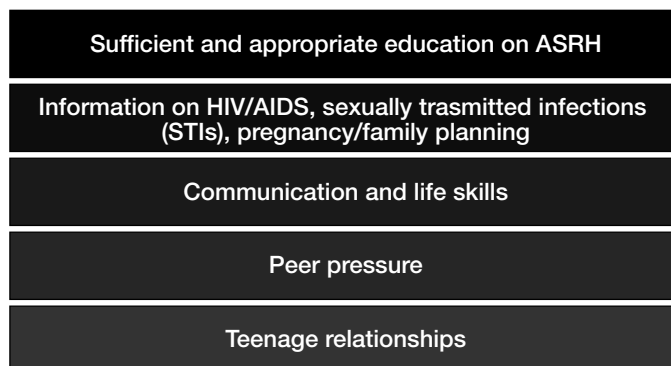 Sufficient and appropriate education on ASRH
Information on HIV/AIDS, sexually trasmitted infections
(STIs), pregnancy/family planning
Communication and life skills
Peer pressure
Teenage relationships